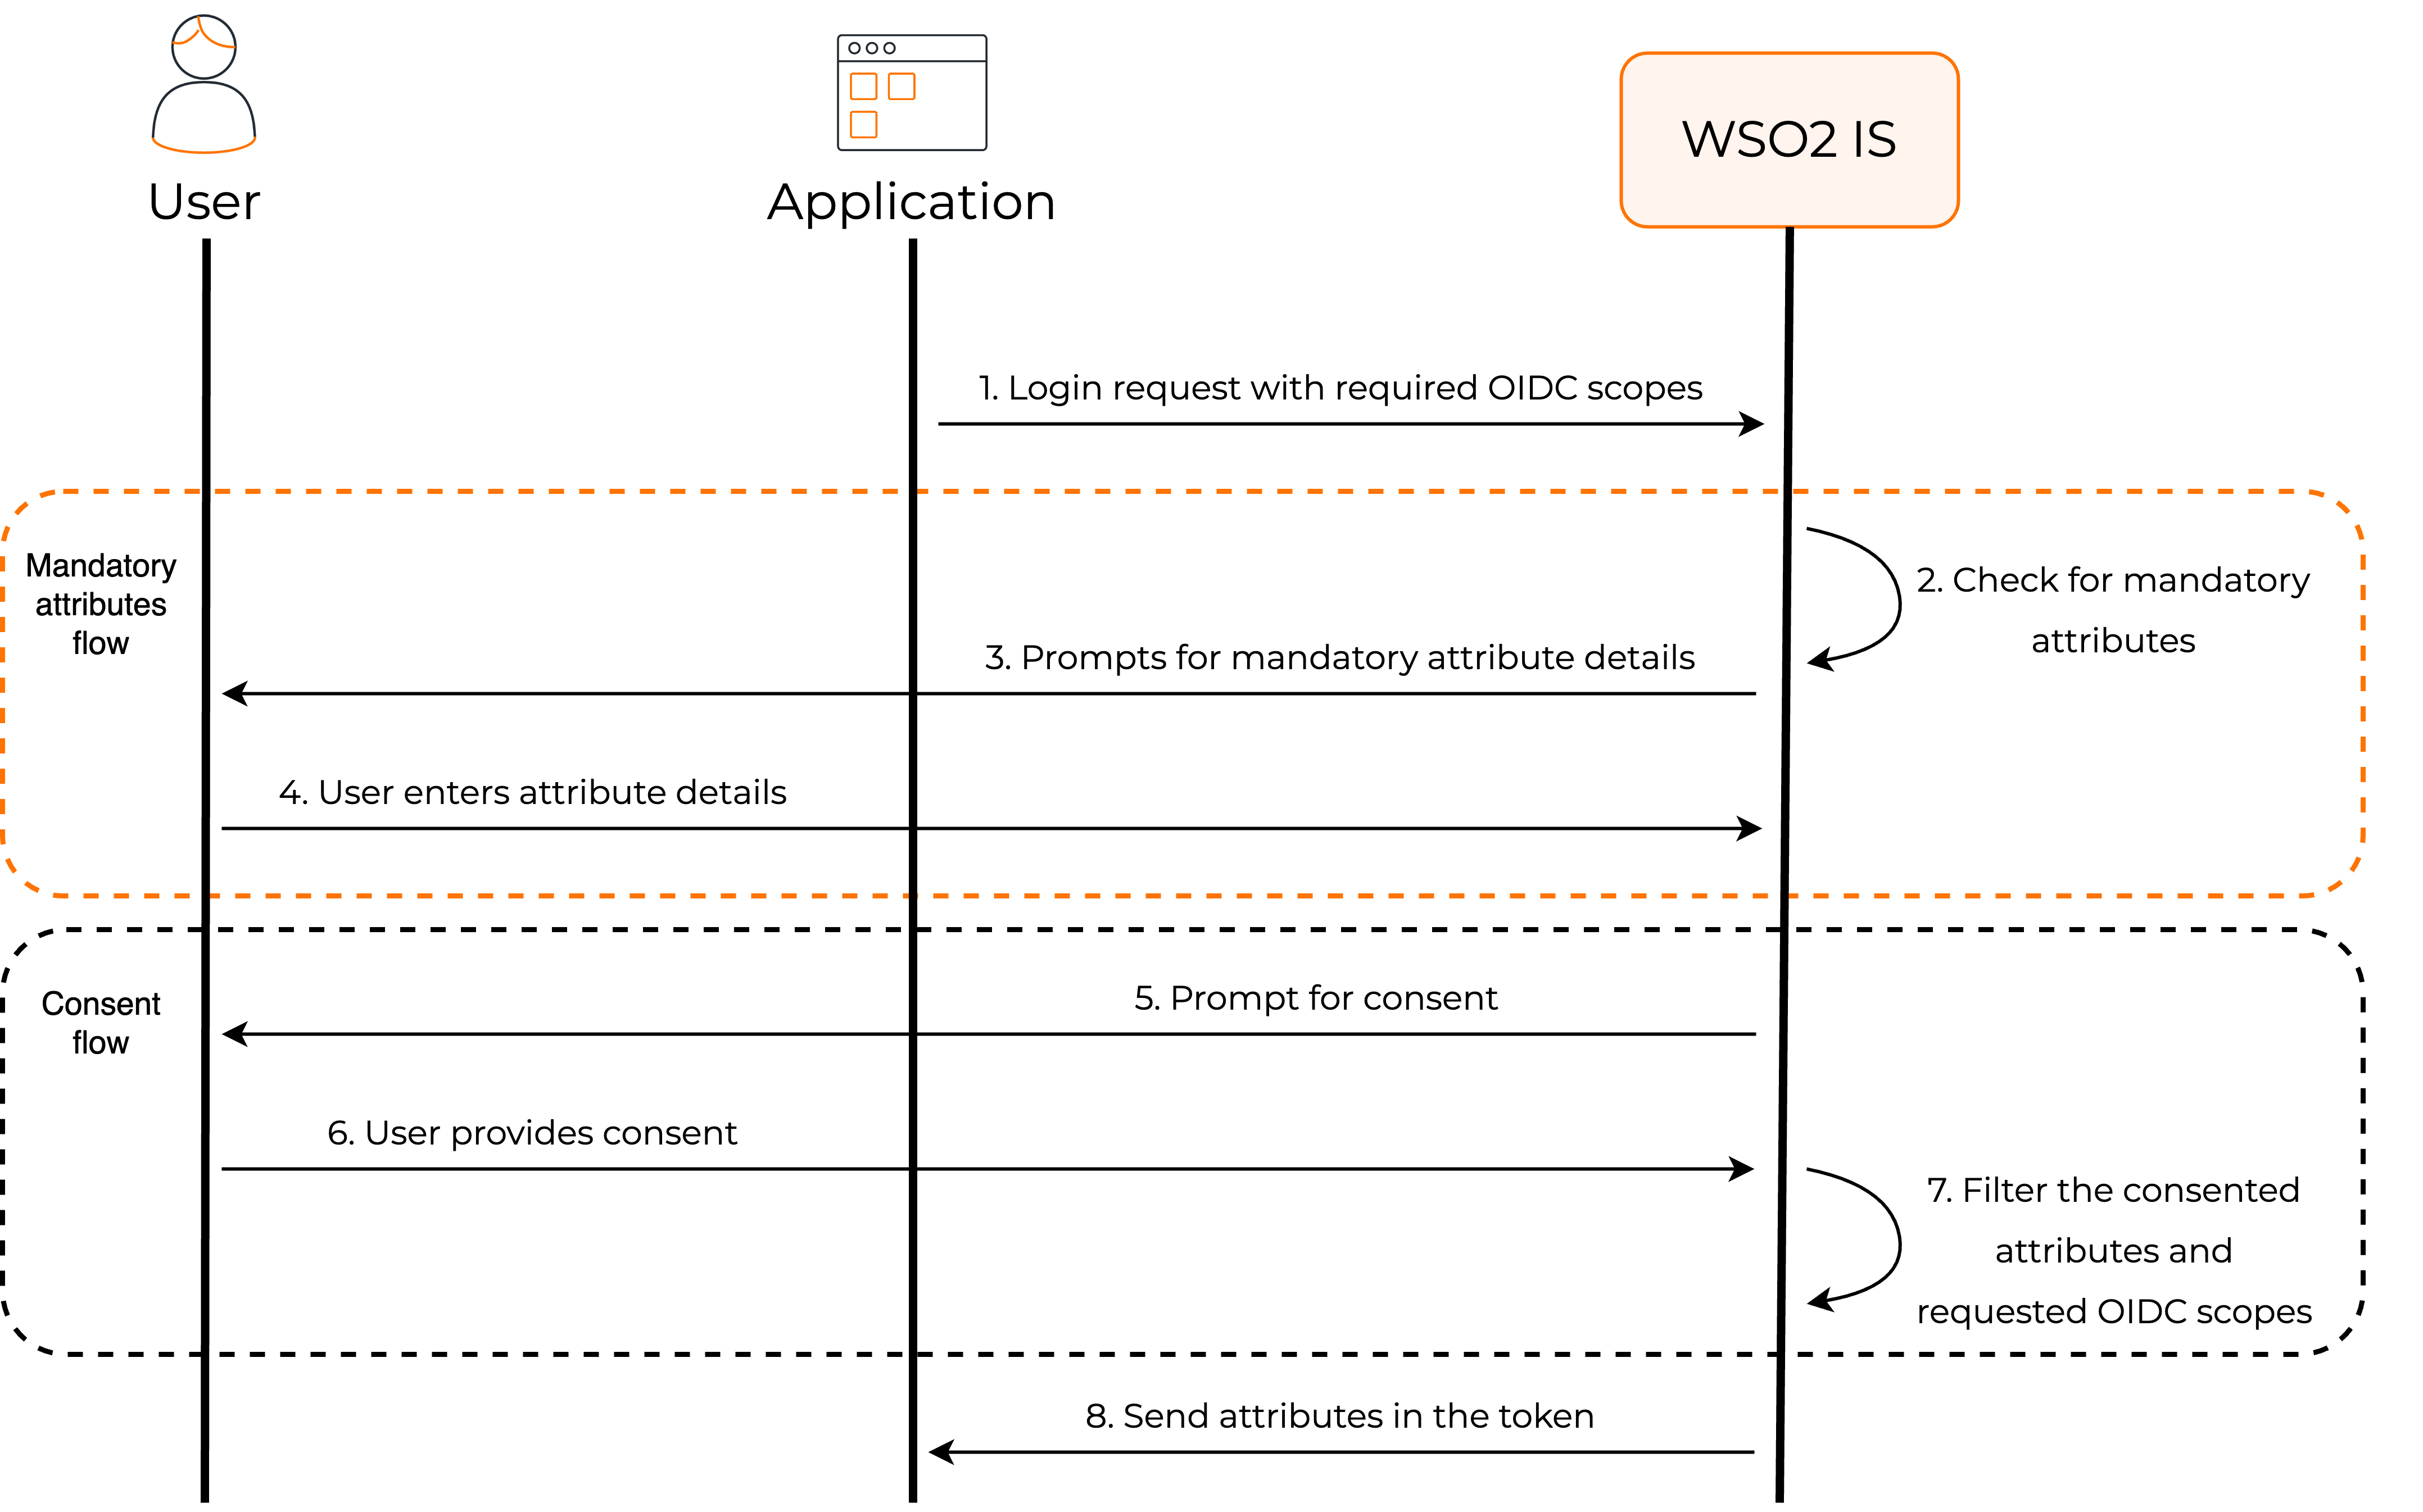 User
Application
WSO2 IS
1. Login request with required OIDC scopes
Mandatory
attributes
flow
2. Check for mandatory
attributes
3. Prompts for mandatory attribute details
4. User enters attribute details
Consent
flow
5. Prompt for consent
6. User provides consent
7. Filter the consented
attributes and
requested OIDC scopes
8. Send attributes in the token